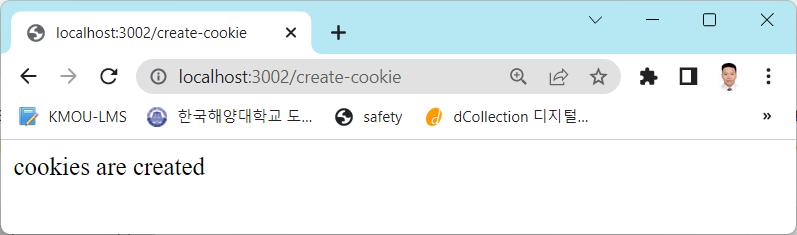 localhost:3002/create-cookie
localhost:3002/create-cookie
KMOU-LMS 한국해양대학교 도... safety dCollection 디지털... »
cookies are created